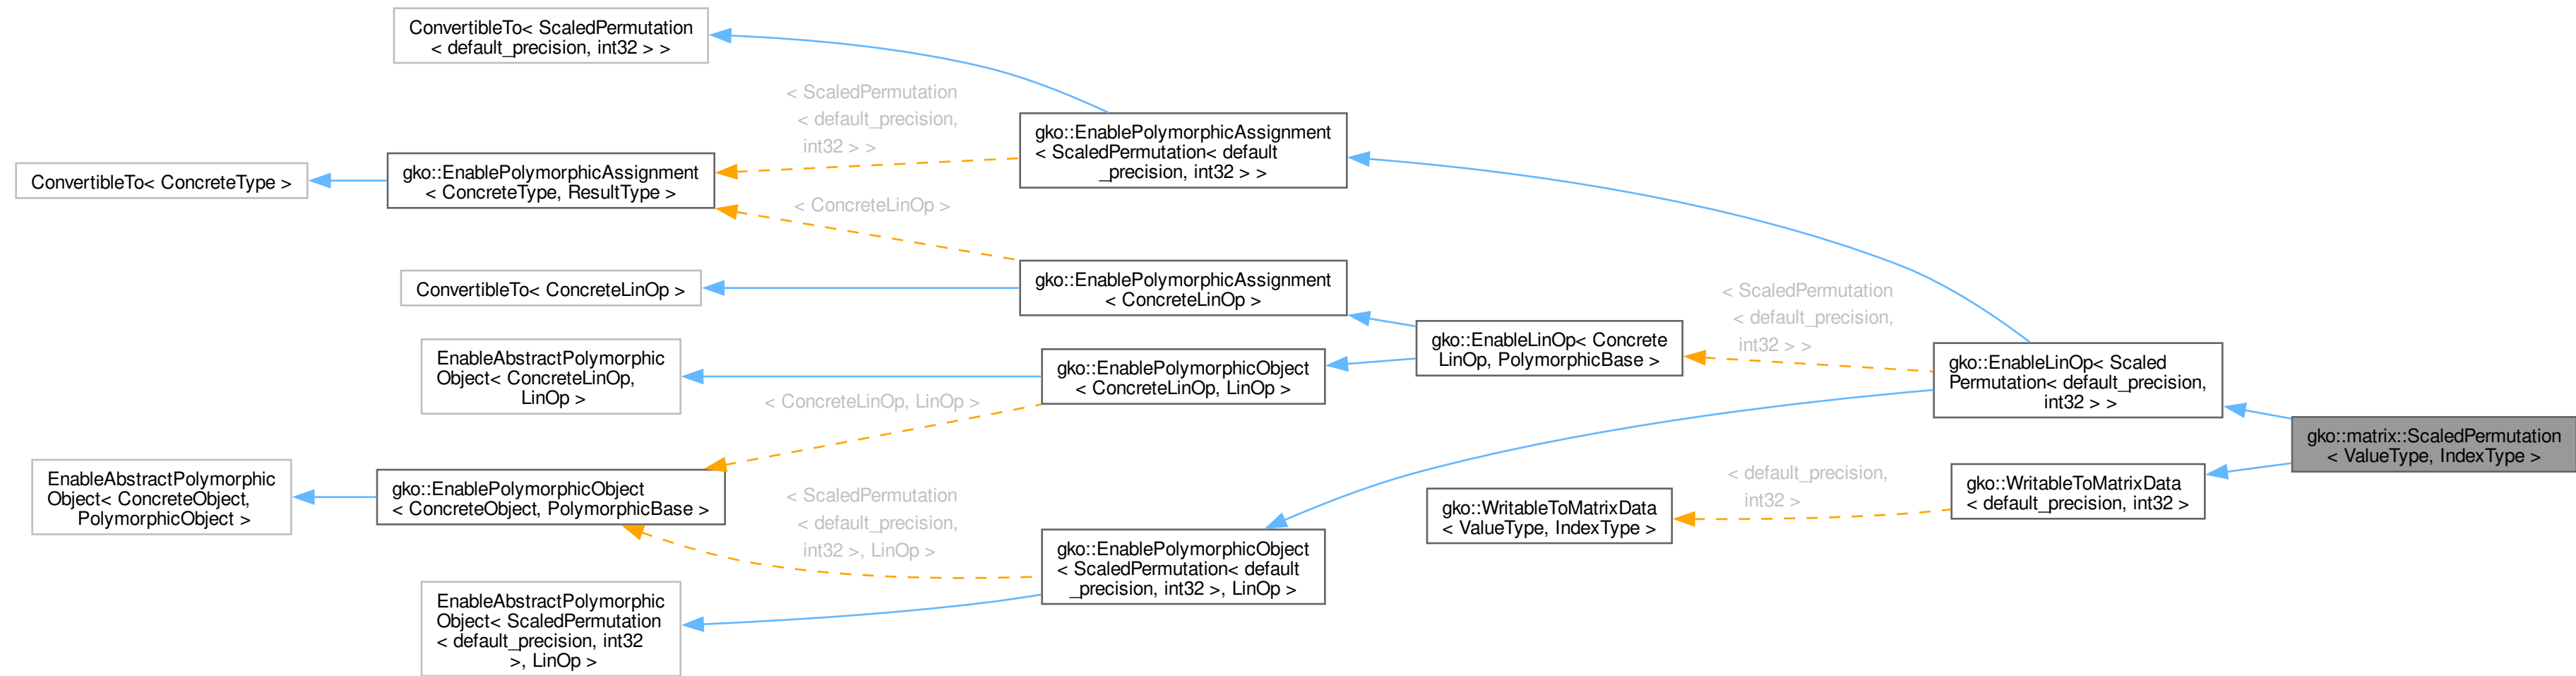 ConvertibleTo< ScaledPermutation
< default_precision, int32 > >
< ScaledPermutation
< default_precision,
int32 > >
gko::EnablePolymorphicAssignment
< ScaledPermutation< default
_precision, int32 > >
ConvertibleTo< ConcreteType >
gko::EnablePolymorphicAssignment
< ConcreteType, ResultType >
< ConcreteLinOp >
ConvertibleTo< ConcreteLinOp >
gko::EnablePolymorphicAssignment
< ConcreteLinOp >
EnableAbstractPolymorphic
Object< ConcreteLinOp,
LinOp >
gko::EnablePolymorphicObject
< ConcreteLinOp, LinOp >
gko::EnableLinOp< Concrete
LinOp, PolymorphicBase >
< ScaledPermutation
< default_precision,
int32 > >
gko::EnableLinOp< Scaled
Permutation< default_precision,
int32 > >
< ConcreteLinOp, LinOp >
gko::matrix::ScaledPermutation
< ValueType, IndexType >
EnableAbstractPolymorphic
Object< ConcreteObject,
PolymorphicObject >
gko::EnablePolymorphicObject
< ConcreteObject, PolymorphicBase >
< ScaledPermutation
< default_precision,
int32 >, LinOp >
gko::WritableToMatrixData
< ValueType, IndexType >
< default_precision,
int32 >
gko::WritableToMatrixData
< default_precision, int32 >
gko::EnablePolymorphicObject
< ScaledPermutation< default
_precision, int32 >, LinOp >
EnableAbstractPolymorphic
Object< ScaledPermutation
< default_precision, int32
>, LinOp >